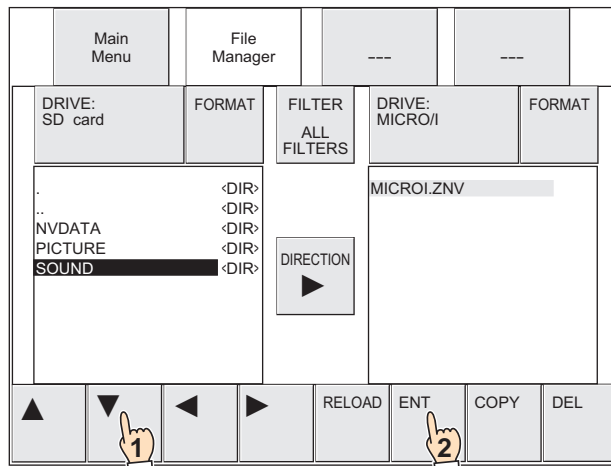 Main
Menu
File
Manager
---
---
DRIVE:
SD card
FORMAT
FILTER
ALL
FILTERS
DRIVE:
MICRO/I
FORMAT
. <DIR>
.. <DIR>
NVDATA <DIR>
PICTURE <DIR>
SOUND <DIR>
DIRECTION
MICROI.ZNV
RELOAD
ENT
COPY
DEL
1
2